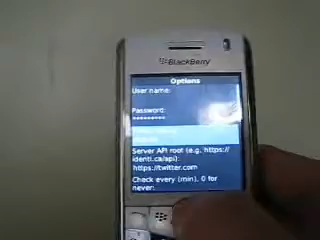 BlackBerry
Options
User name:
Password:
*********
Server API root (e.g. https://
identi.ca/api):
https://twitter.com
Check every (min), 0 for
never: